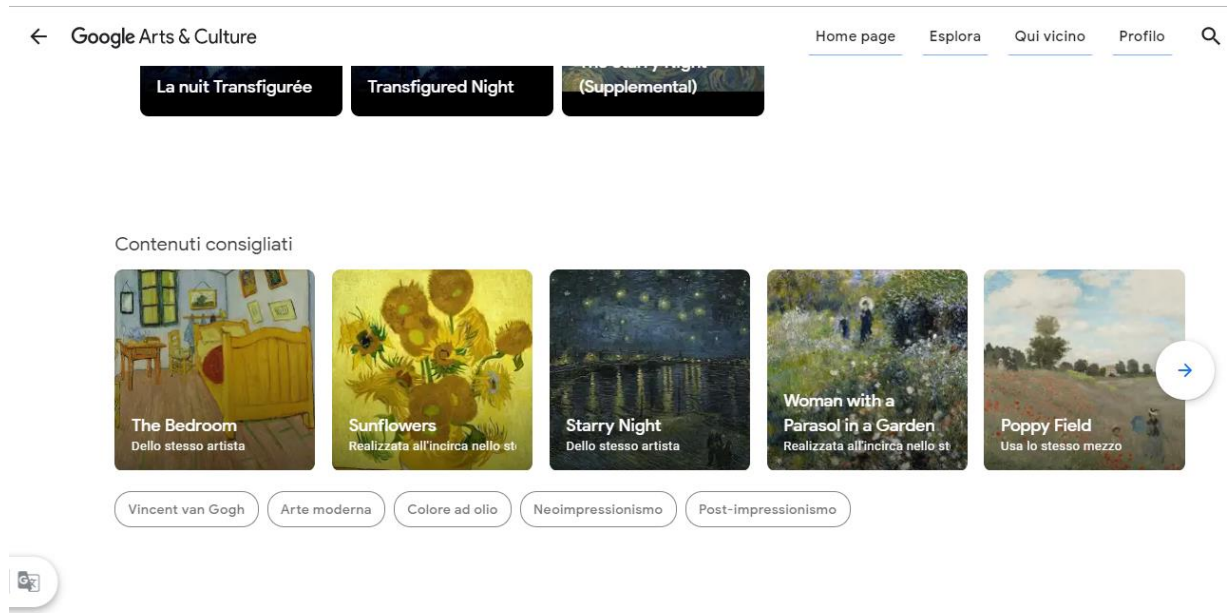 Google Arts & Culture
Home page
Esplora
Qui vicino
Profilo
La nuit Transfigurée
Transfigured Night
The Starry Night
(Supplemental)
Contenuti consigliati
The Bedroom
Dello stesso artista
Sunflowers
Realizzata all'incirca nello st
Starry Night
Dello stesso artista
Woman with a
Parasol in a Garden
Realizzata all'incirca nello st
Poppy Field
Usa lo stesso mezzo
Vincent van Gogh
Arte moderna
Colore ad olio
Neoimpressionismo
Post-impressionismo